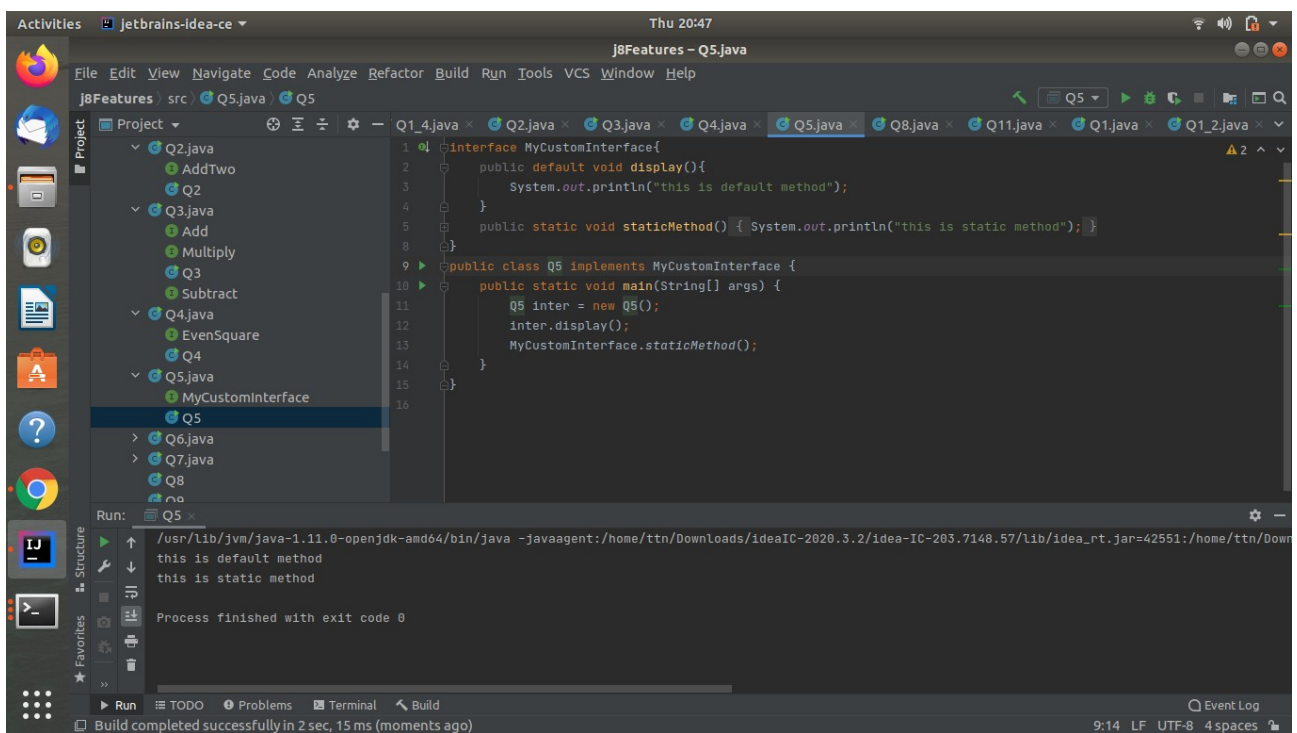 Activities jetbrains-idea-ce Thu 20:47
j8Features – Q5.java
File Edit View Navigate Code Analyze Refactor Build Run Tools VCS Window Help
j8Features src Q5.java Q5 Q5
Project Project Q1_4.java Q2.java Q3.java Q4.java Q5.java Q8.java Q11.java Q1.java Q1_2.java
Q2.java
AddTwo
Q2
Q3.java
Add
Multiply
Q3
Subtract
Q4.java
EvenSquare
Q4
Q5.java
MyCustomInterface
Q5
Q6.java
Q7.java
Q8
Q9
2
1 interface MyCustomInterface{
2 public default void display(){
3 System.out.println("this is default method");
4 }
5 public static void staticMethod() { System.out.println("this is static method"); }
8 }
9 public class Q5 implements MyCustomInterface {
10 public static void main(String[] args) {
11 Q5 inter = new Q5();
12 inter.display();
13 MyCustomInterface.staticMethod();
14 }
15 }
16
Run: Q5
/usr/lib/jvm/java-1.11.0-openjdk-amd64/bin/java -javaagent:/home/ttn/Downloads/ideaIC-2020.3.2/idea-IC-203.7148.57/lib/idea_rt.jar=42551:/home/ttn/Down
this is default method
this is static method
Process finished with exit code 0
Structure
Favorites
Run TODO Problems Terminal Build Event Log
Build completed successfully in 2 sec, 15 ms (moments ago) 9:14 LF UTF-8 4 spaces